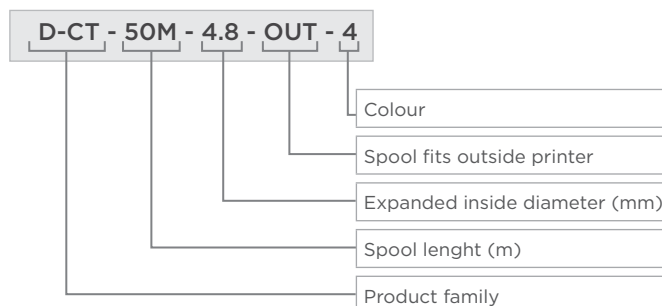 D-CT - 50M - 4.8 - OUT - 4
Colour
Spool fits outside printer
Expanded inside diameter (mm)
Spool lenght (m)
Product family